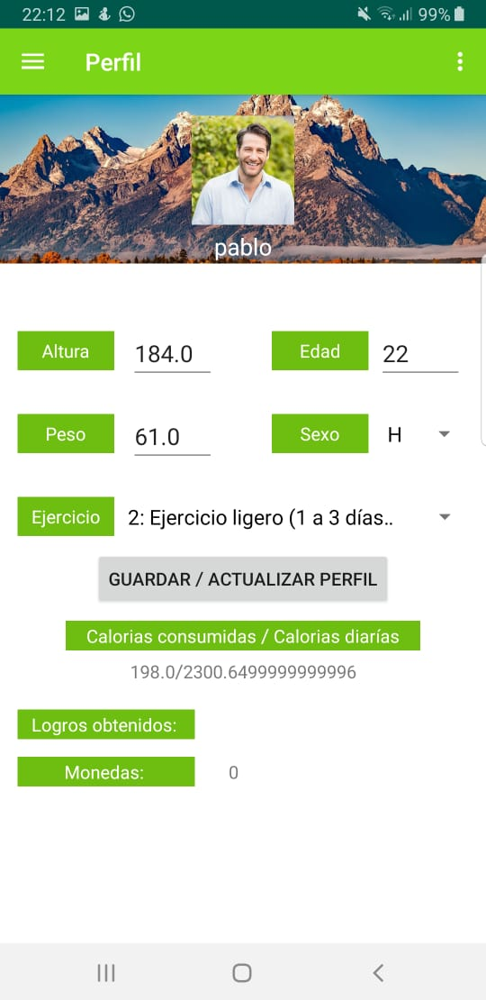 22:12 99%
Perfil
pablo
Altura 184.0 Edad 22
Peso 61.0 Sexo H
Ejercicio 2: Ejercicio ligero (1 a 3 días..
GUARDAR / ACTUALIZAR PERFIL
Calorias consumidas / Calorias diarías
198.0/2300.6499999999996
Logros obtenidos:
Monedas: 0